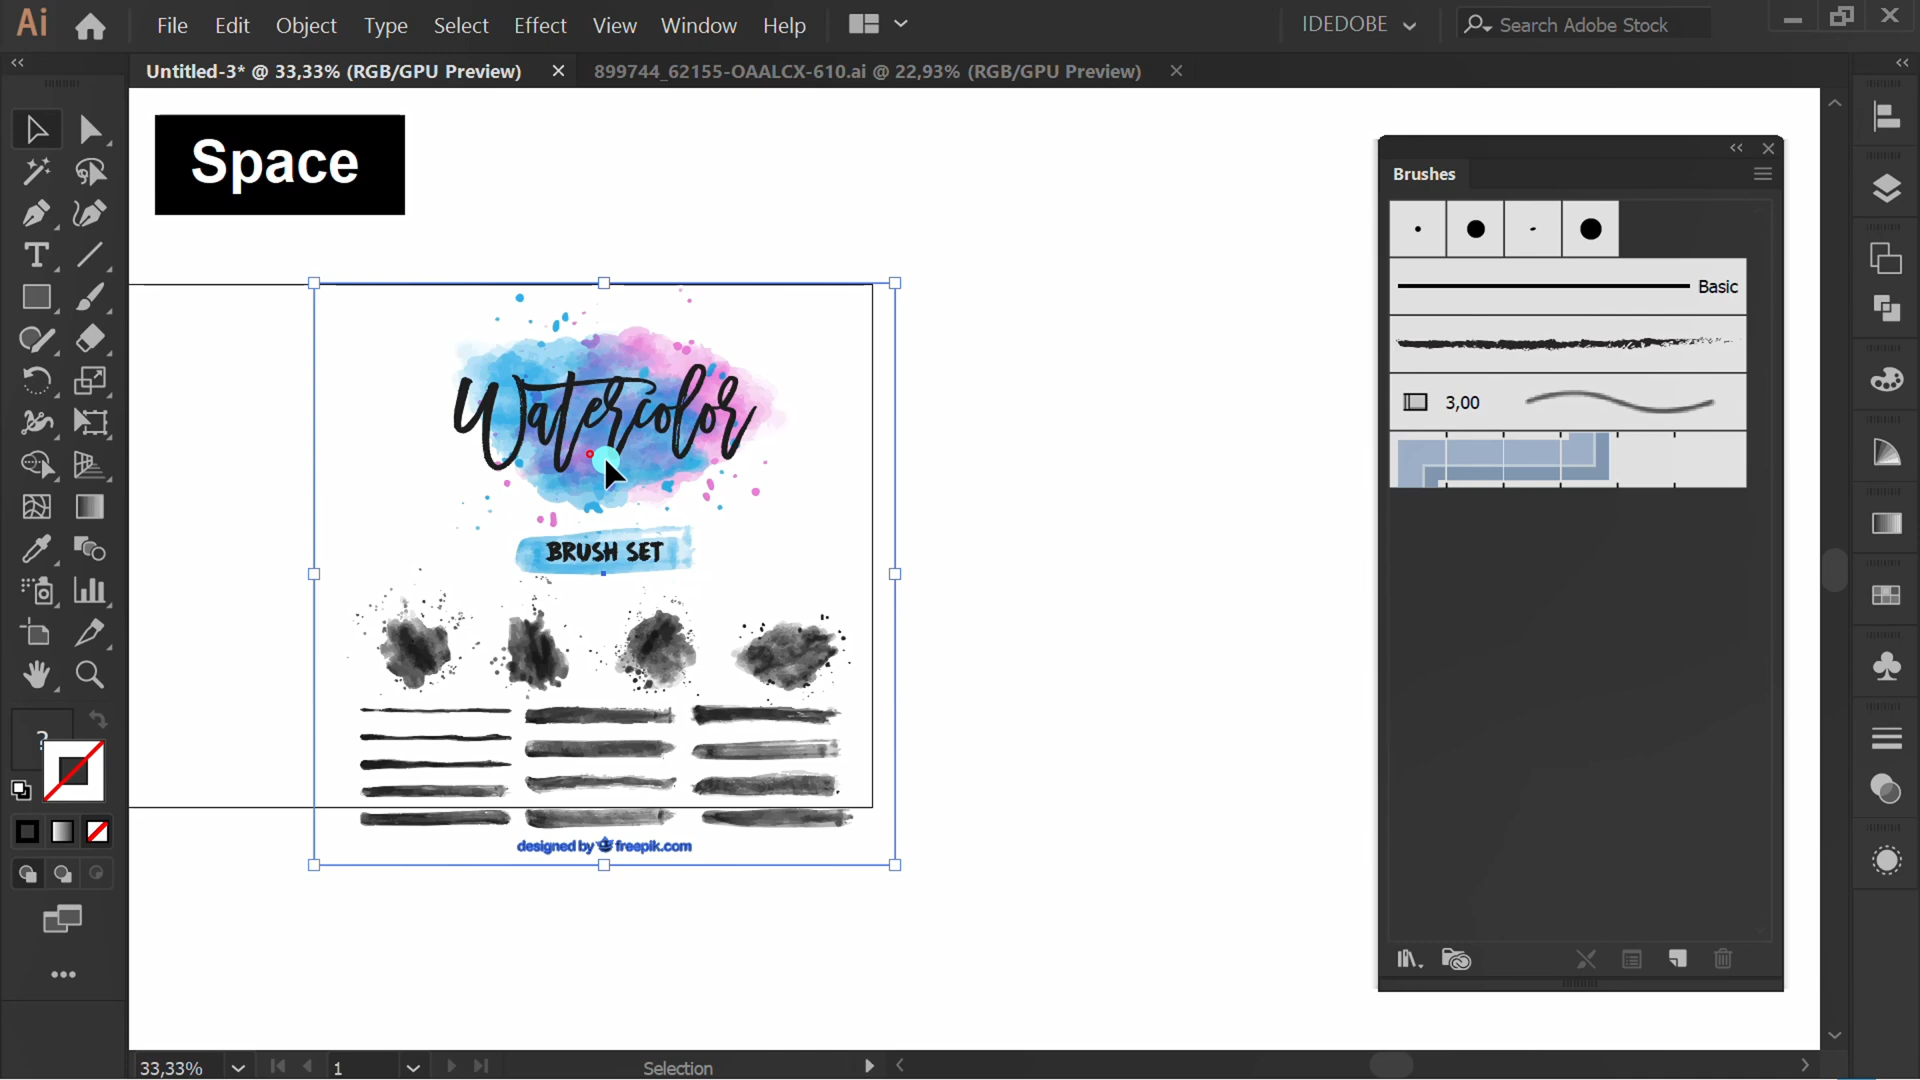 Ai File Edit Object Type Select Effect View Window Help IDEDOBE Search Adobe Stock
Untitled-3* @ 33,33% (RGB/GPU Preview) 899744_62155-OAALCX-610.ai @ 22,93% (RGB/GPU Preview)
Space
Brushes
Basic
3,00
Watercolor
BRUSH SET
designed by freepik.com
?
33,33% 1 Selection